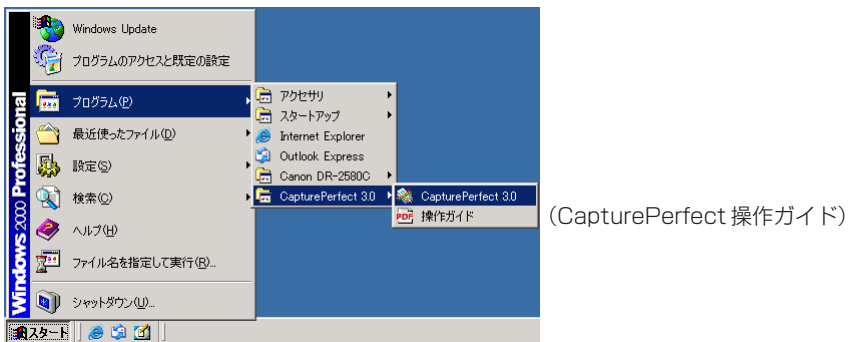 Windows 2000 Professional
Windows Update
プログラムのアクセスと既定の設定
プログラム(P)
最近使ったファイル(D)
設定(S)
検索(C)
ヘルプ(H)
ファイル名を指定して実行(R)...
シャットダウン(U)...
スタート
アクセサリ
スタートアップ
Internet Explorer
Outlook Express
Canon DR-2580C
CapturePerfect 3.0
CapturePerfect 3.0
PDF 操作ガイド
(CapturePerfect 操作ガイド)